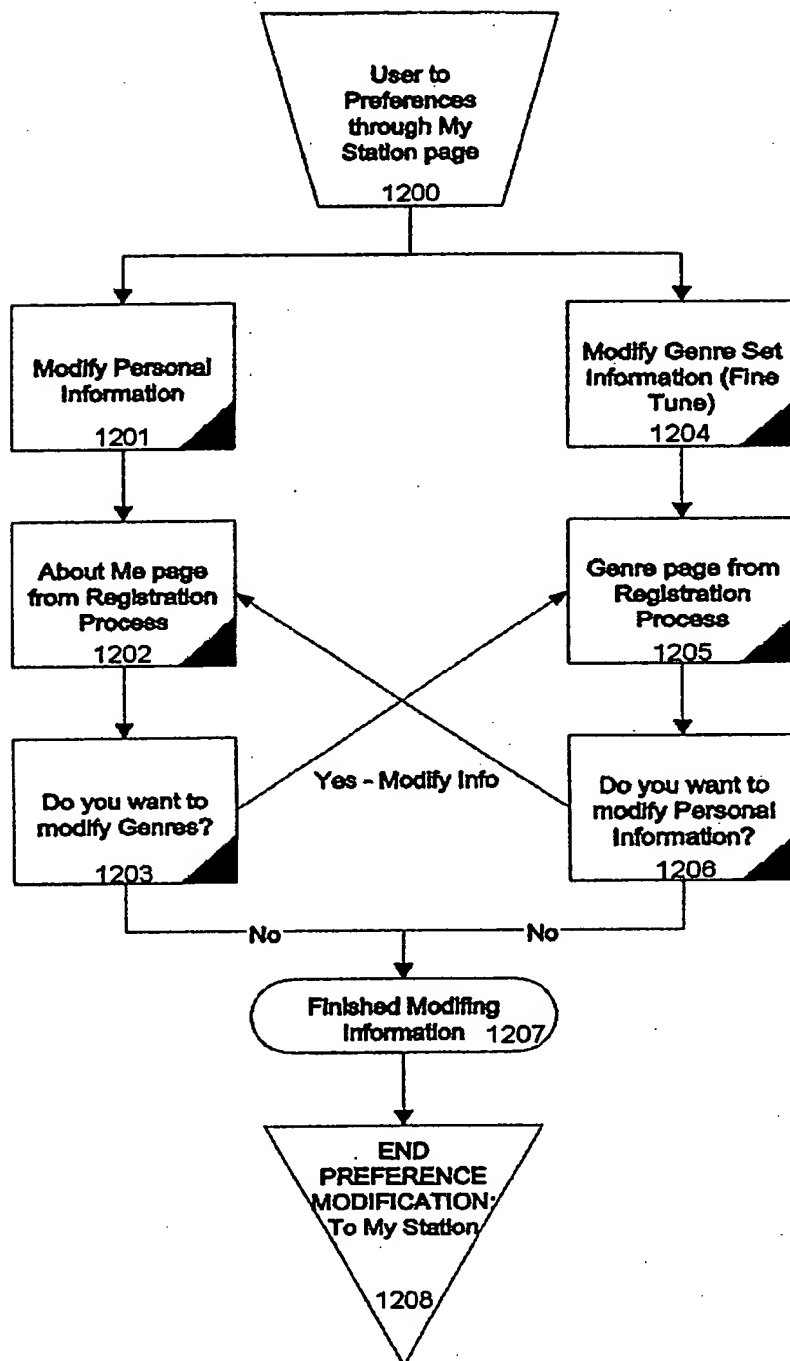 User to
Preferences
through My
Station page
1200
Modify Personal
Information
1201
Modify Genre Set
Information (Fine
Tune)
1204
About Me page
from Registration
Process
1202
Genre page from
Registration
Process
1205
Yes - Modify Info
Do you want to
modify Genres?
1203
Do you want to
modify Personal
Information?
1206
No
No
Finished Modifing
Information
1207
END
PREFERENCE
MODIFICATION:
To My Station
1208